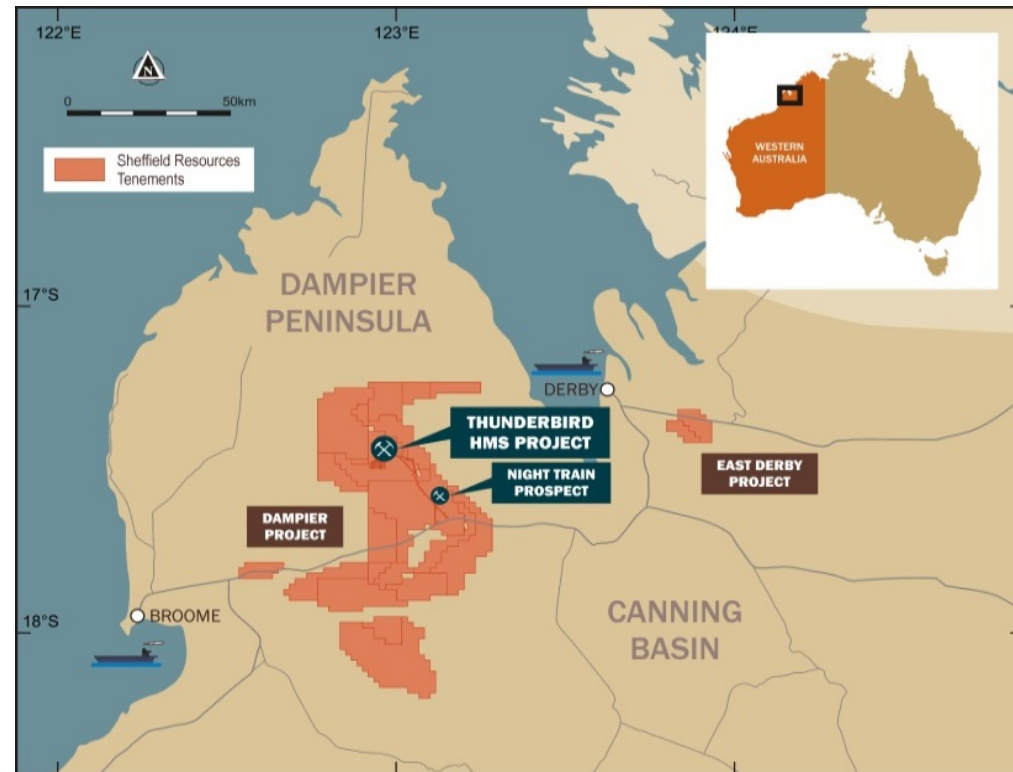 122°E
123°E
124°E
N
0
50km
Sheffield Resources
Tenements
WESTERN
AUSTRALIA
17°S
DAMPIER
PENINSULA
DERBY
THUNDERBIRD
HMS PROJECT
NIGHT TRAIN
PROSPECT
EAST DERBY
PROJECT
DAMPIER
PROJECT
BROOME
CANNING
BASIN
18°S